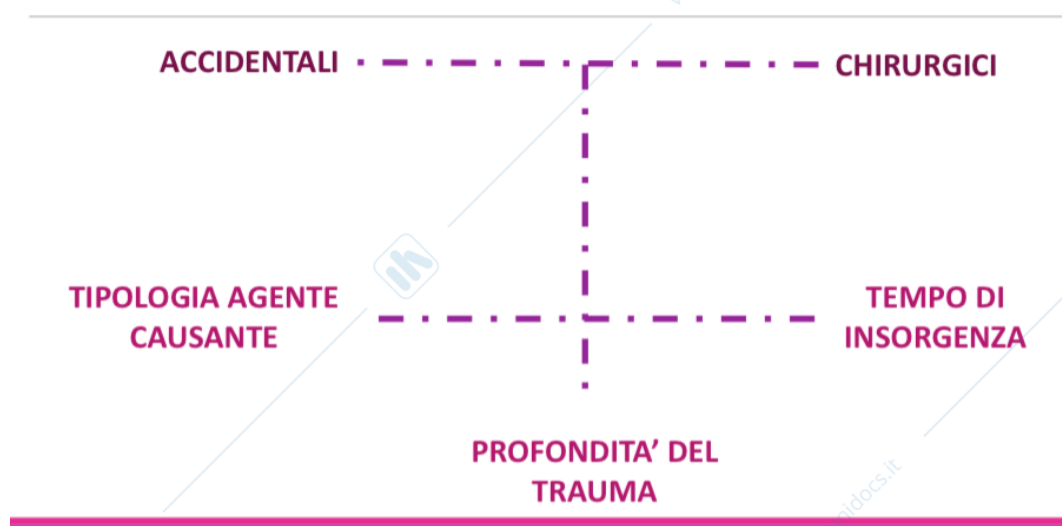 ACCIDENTALI
CHIRURGICI
TIPOLOGIA AGENTE
CAUSANTE
TEMPO DI
INSORGENZA
PROFONDITA’ DEL
TRAUMA